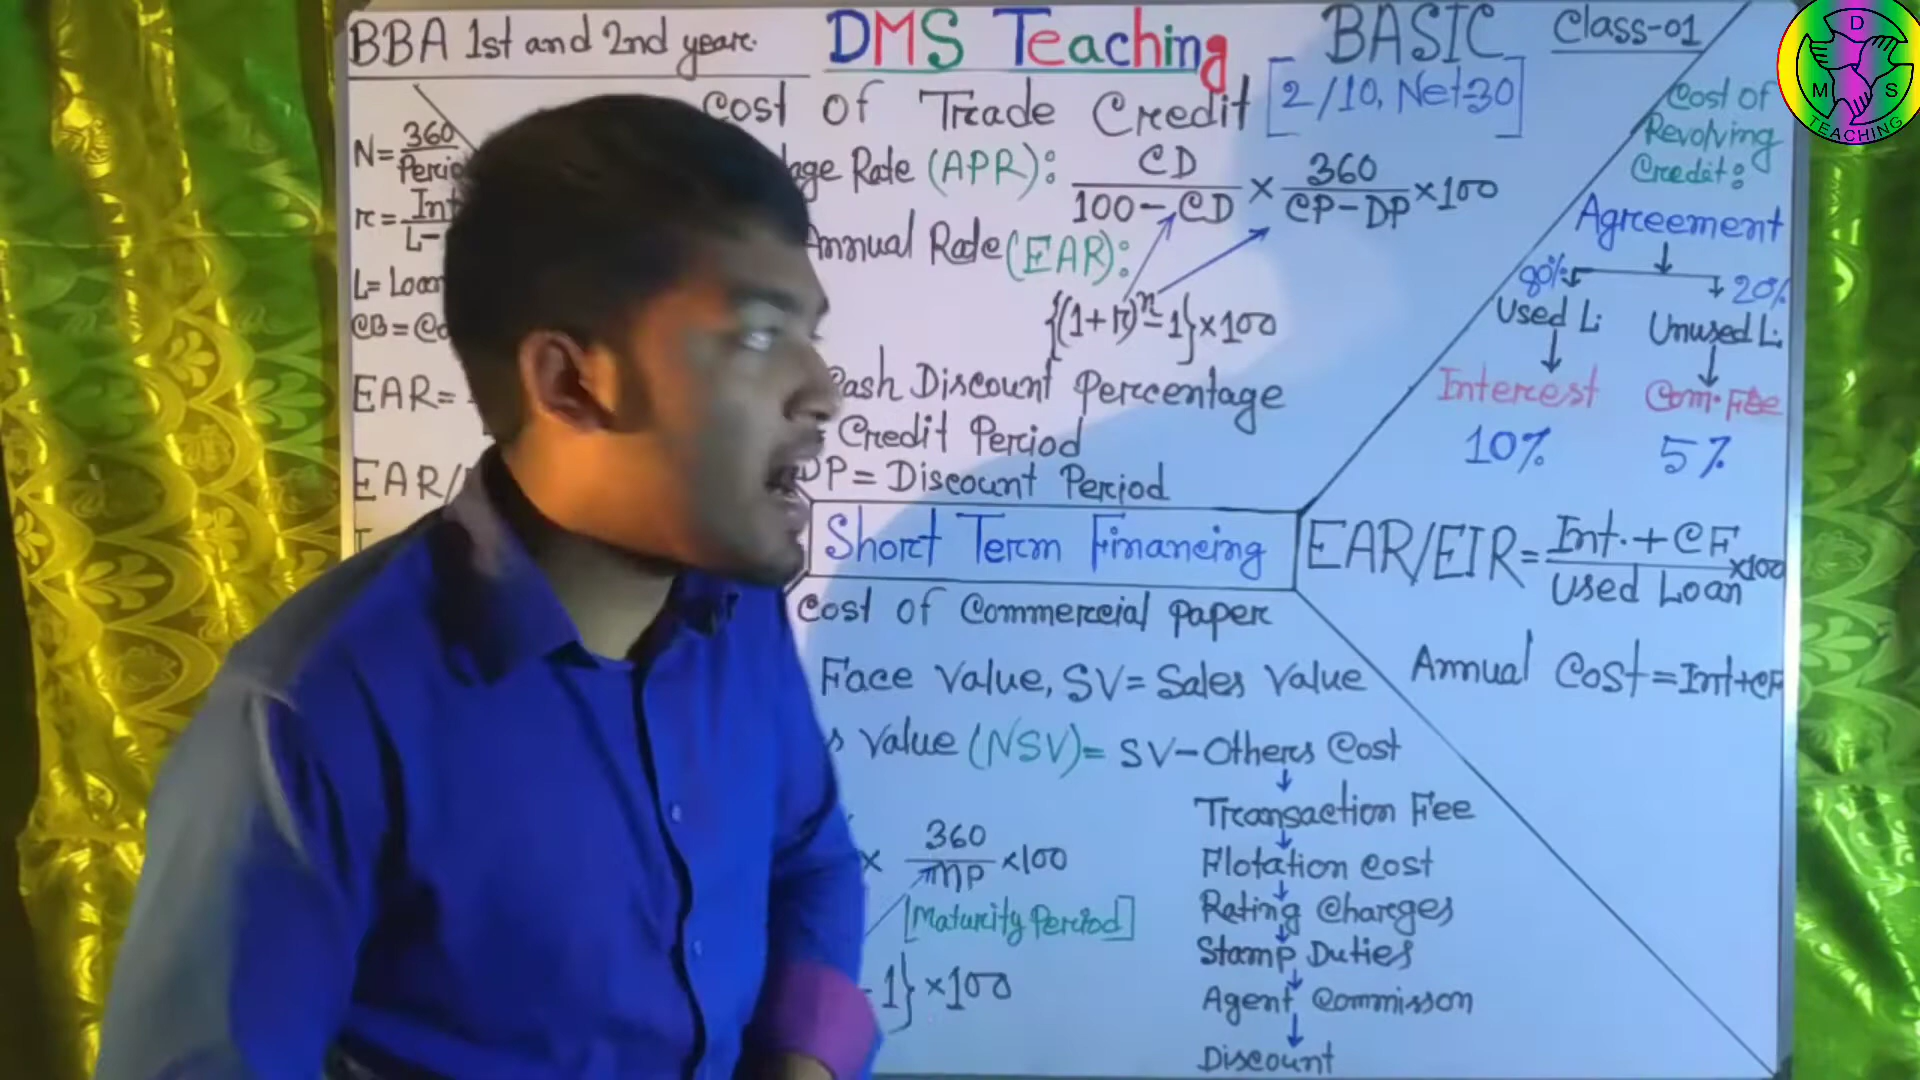 BBA 1st and 2nd year.
DMS Teaching
BASIC
Class-01
Cost of Trade Credit [2/10, Net-30]
Rate (APR): CD/100-CD × 360/CP-DP ×100
Annual Rate (EAR):
{(1+r)^n-1}×100
Cash Discount Percentage
= Credit Period
DP = Discount Period
N= 360
r=
L= Loan
CB=
EAR=
EAR/
Short Term Financing
Cost of
Revolving
Credit:
Agreement
80% 20%
Used L. Unused L.
Interest Com. Fee
10% 5%
EAR/EIR= Int.+CF/Used Loan ×100
Annual Cost=Int+CF
Cost of Commercial paper
Face Value, SV= Sales Value
Value (NSV)= SV-Others Cost
Transaction Fee
Flotation cost
Rating Charges
Stamp Duties
Agent Commisson
Discount
× 360/MP ×100
[Maturity Period]
-1}×100
D
M S
TEACHING